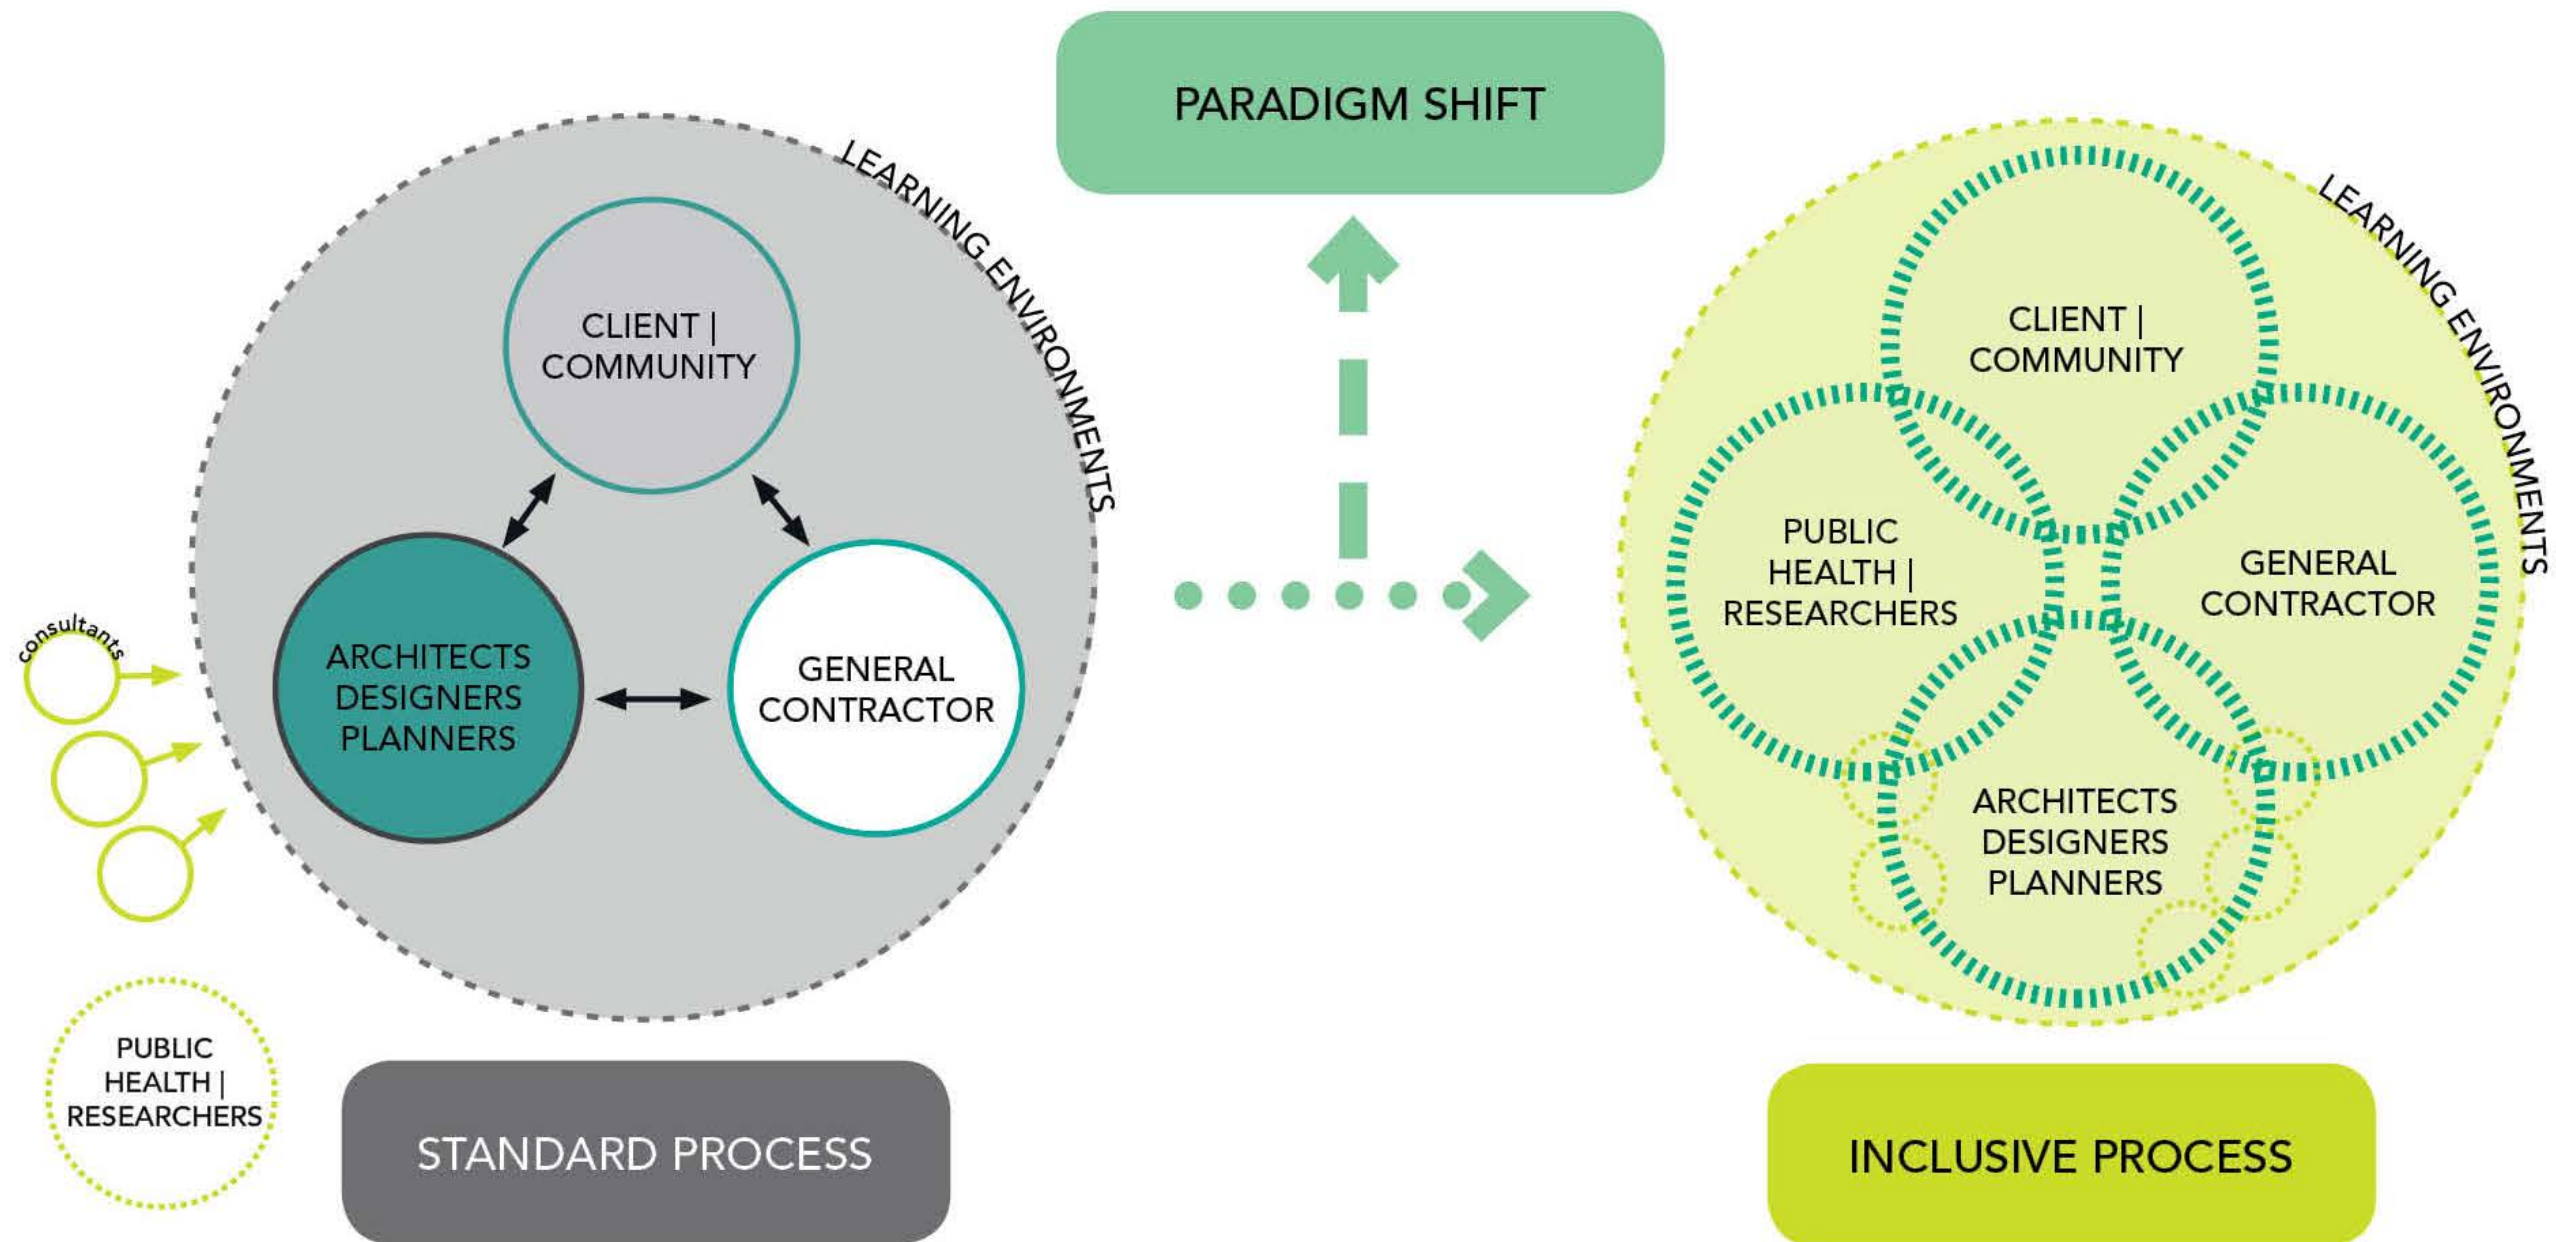 PARADIGM SHIFT
LEARNING ENVIRONMENTS
CLIENT |
COMMUNITY
ARCHITECTS
DESIGNERS
PLANNERS
GENERAL
CONTRACTOR
consultants
PUBLIC
HEALTH |
RESEARCHERS
STANDARD PROCESS
LEARNING ENVIRONMENTS
CLIENT |
COMMUNITY
PUBLIC
HEALTH |
RESEARCHERS
GENERAL
CONTRACTOR
ARCHITECTS
DESIGNERS
PLANNERS
INCLUSIVE PROCESS